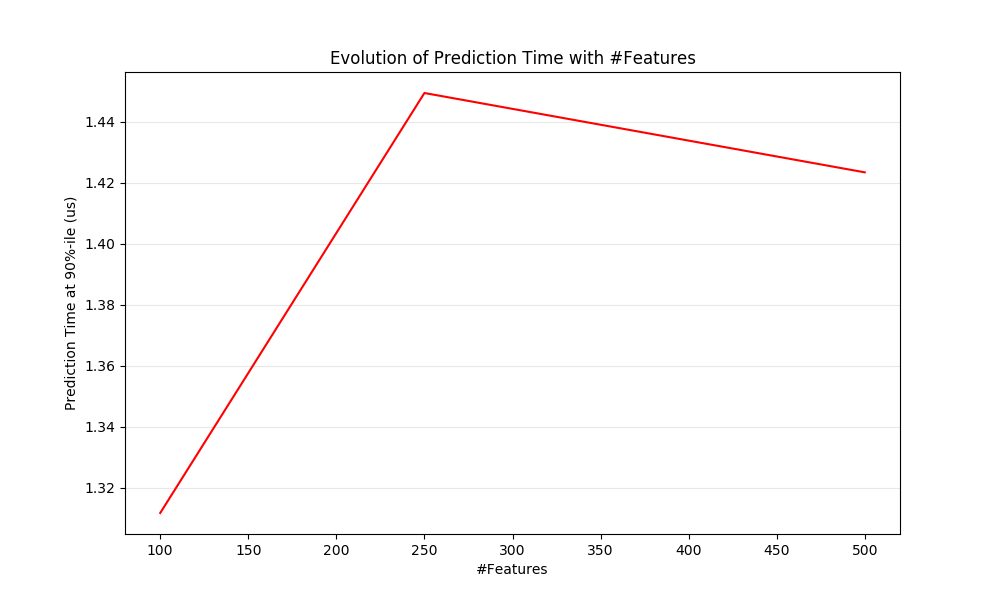 Evolution of Prediction Time with #Features
Prediction Time at 90%-ile (us)
1.44
1.42
1.40
1.38
1.36
1.34
1.32
100 150 200 250 300 350 400 450 500
#Features